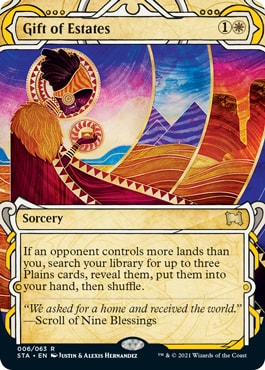 Gift of Estates 1
Sorcery
If an opponent controls more lands than
you, search your library for up to three
Plains cards, reveal them, put them into
your hand, then shuffle.
“We asked for a home and received the world.”
—Scroll of Nine Blessings
006/063 R
STA • EN Justin & Alexis Hernandez ™ & © 2021 Wizards of the Coast